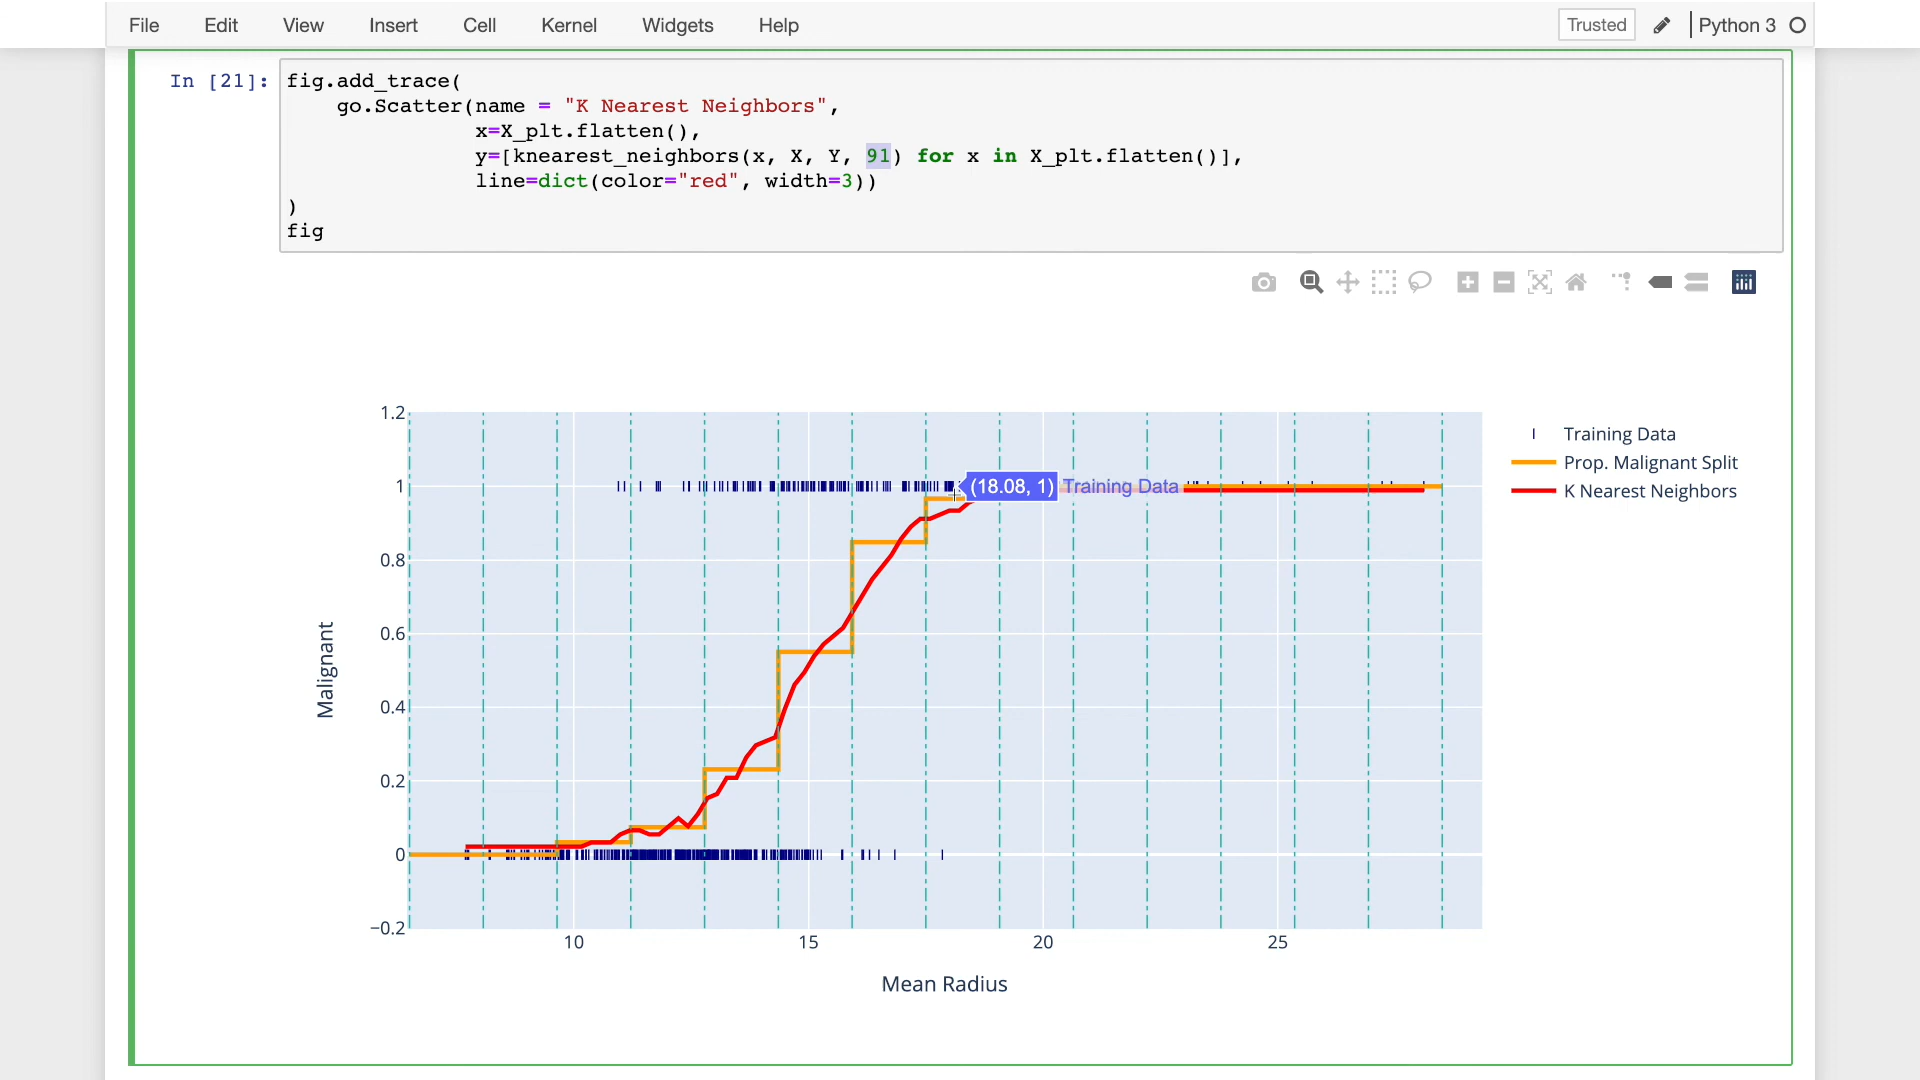 File Edit View Insert Cell Kernel Widgets Help Trusted Python 3
In [21]: fig.add_trace(
go.Scatter(name = "K Nearest Neighbors",
x=X_plt.flatten(),
y=[knearest_neighbors(x, X, Y, 91) for x in X_plt.flatten()],
line=dict(color="red", width=3))
)
fig
1.2
1
0.8
0.6
0.4
0.2
0
−0.2
Malignant
(18.08, 1) Training Data
10 15 20 25
Mean Radius
Training Data
Prop. Malignant Split
K Nearest Neighbors